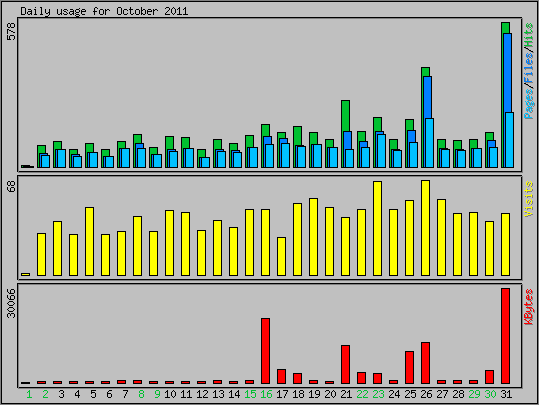 Daily usage for October 2011
578
Pages/Files/Hits
68
Visits
30066
KBytes
1 2 3 4 5 6 7 8 9 10 11 12 13 14 15 16 17 18 19 20 21 22 23 24 25 26 27 28 29 30 31